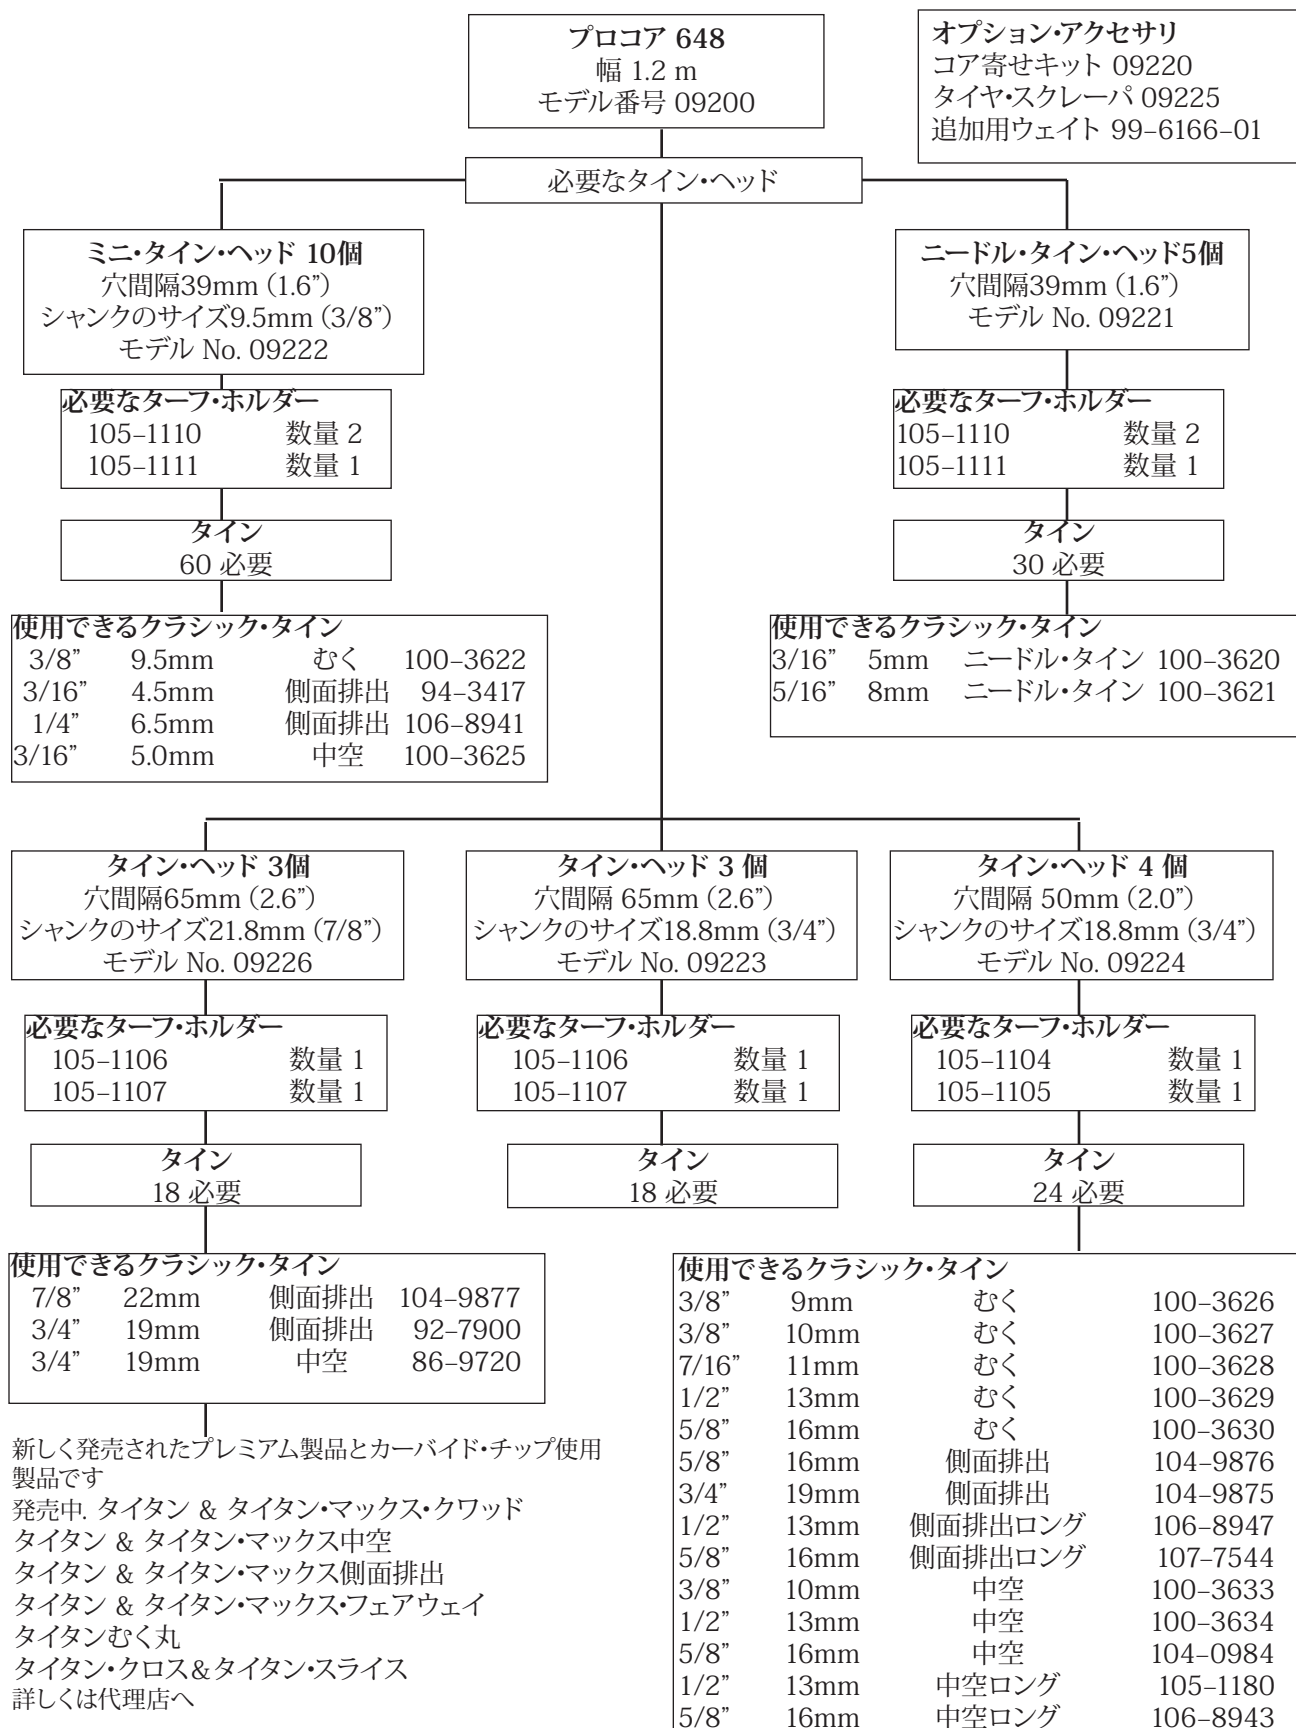 プロコア 648
幅 1.2 m
モデル番号 09200
オプション・アクセサリ
コア寄せキット 09220
タイヤ・スクレーパ 09225
追加用ウェイト 99–6166–01
必要なタイン・ヘッド
ミニ・タイン・ヘッド 10個
穴間隔39mm (1.6”)
シャンクのサイズ9.5mm (3/8”)
モデル No. 09222
必要なターフ・ホルダー
105–1110 数量 2
105–1111 数量 1
タイン
60 必要
使用できるクラシック・タイン
3/8” 9.5mm むく 100–3622
3/16” 4.5mm 側面排出 94–3417
1/4” 6.5mm 側面排出 106–8941
3/16” 5.0mm 中空 100–3625
ニードル・タイン・ヘッド5個
穴間隔39mm (1.6”)
モデル No. 09221
必要なターフ・ホルダー
105–1110 数量 2
105–1111 数量 1
タイン
30 必要
使用できるクラシック・タイン
3/16” 5mm ニードル・タイン 100–3620
5/16” 8mm ニードル・タイン 100–3621
タイン・ヘッド 3個
穴間隔65mm (2.6”)
シャンクのサイズ21.8mm (7/8”)
モデル No. 09226
必要なターフ・ホルダー
105–1106 数量 1
105–1107 数量 1
タイン
18 必要
使用できるクラシック・タイン
7/8” 22mm 側面排出 104–9877
3/4” 19mm 側面排出 92–7900
3/4” 19mm 中空 86–9720
新しく発売されたプレミアム製品とカーバイド・チップ使用
製品です
発売中. タイタン & タイタン・マックス・クワッド
タイタン & タイタン・マックス中空
タイタン & タイタン・マックス側面排出
タイタン & タイタン・マックス・フェアウェイ
タイタンむく丸
タイタン・クロス&タイタン・スライス
詳しくは代理店へ
タイン・ヘッド 3 個
穴間隔 65mm (2.6”)
シャンクのサイズ18.8mm (3/4”)
モデル No. 09223
必要なターフ・ホルダー
105–1106 数量 1
105–1107 数量 1
タイン
18 必要
タイン・ヘッド 4 個
穴間隔 50mm (2.0”)
シャンクのサイズ18.8mm (3/4”)
モデル No. 09224
必要なターフ・ホルダー
105–1104 数量 1
105–1105 数量 1
タイン
24 必要
使用できるクラシック・タイン
3/8” 9mm むく 100–3626
3/8” 10mm むく 100–3627
7/16” 11mm むく 100–3628
1/2” 13mm むく 100–3629
5/8” 16mm むく 100–3630
5/8” 16mm 側面排出 104–9876
3/4” 19mm 側面排出 104–9875
1/2” 13mm 側面排出ロング 106–8947
5/8” 16mm 側面排出ロング 107–7544
3/8” 10mm 中空 100–3633
1/2” 13mm 中空 100–3634
5/8” 16mm 中空 104–0984
1/2” 13mm 中空ロング 105–1180
5/8” 16mm 中空ロング 106–8943